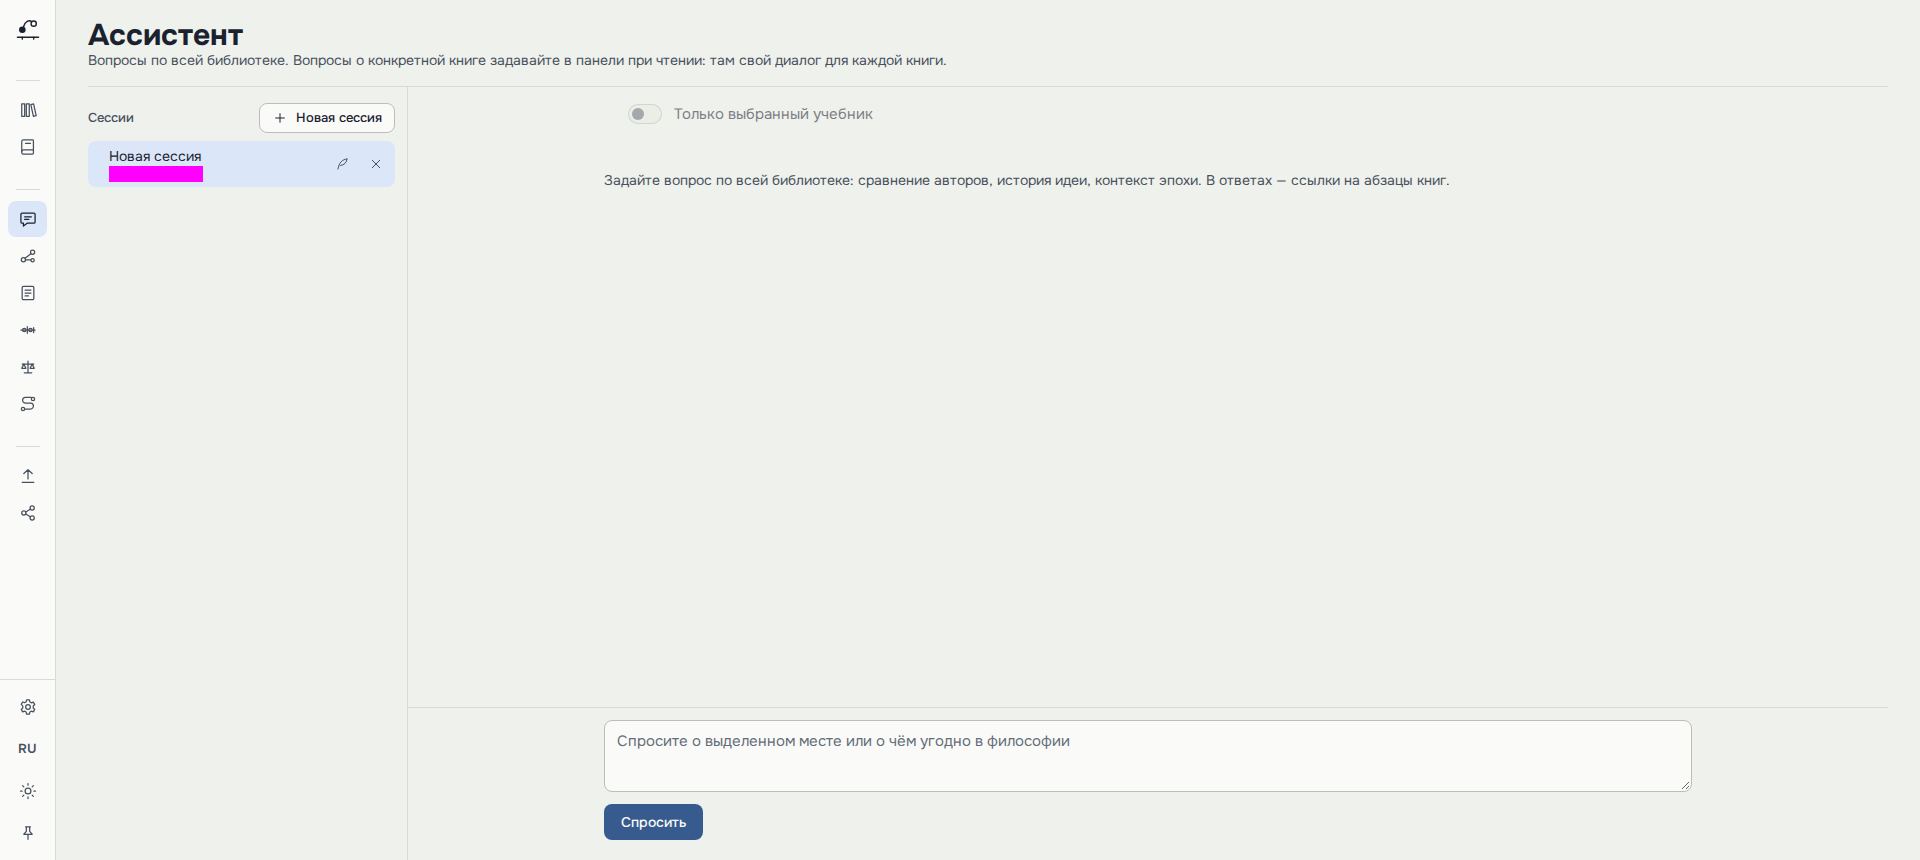 Ассистент
Вопросы по всей библиотеке. Вопросы о конкретной книге задавайте в панели при чтении: там свой диалог для каждой книги.
Сессии
Новая сессия
Новая сессия
Только выбранный учебник
Задайте вопрос по всей библиотеке: сравнение авторов, история идеи, контекст эпохи. В ответах — ссылки на абзацы книг.
Спросите о выделенном месте или о чём угодно в философии
Спросить
RU